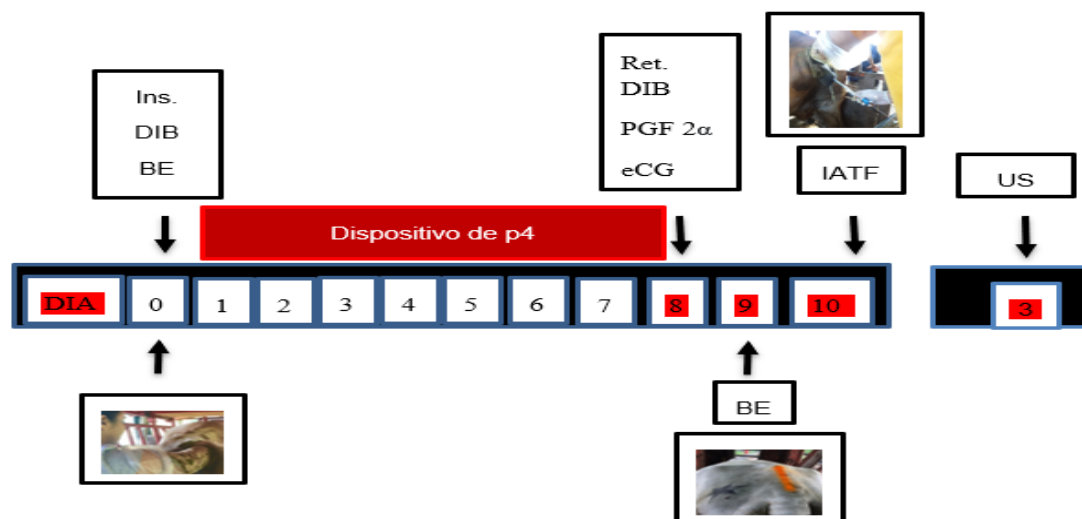 Ins.
DIB
BE
Ret.
DIB
PGF 2α
eCG
IATF
US
Dispositivo de p4
DIA 0 1 2 3 4 5 6 7 8 9 10 3
BE